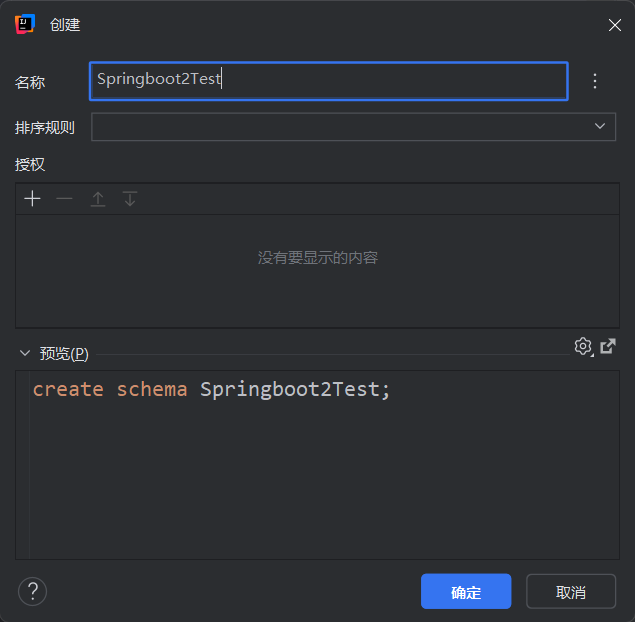 创建
名称 Springboot2Test
排序规则
授权
没有要显示的内容
预览(P)
create schema Springboot2Test;
? 确定 取消